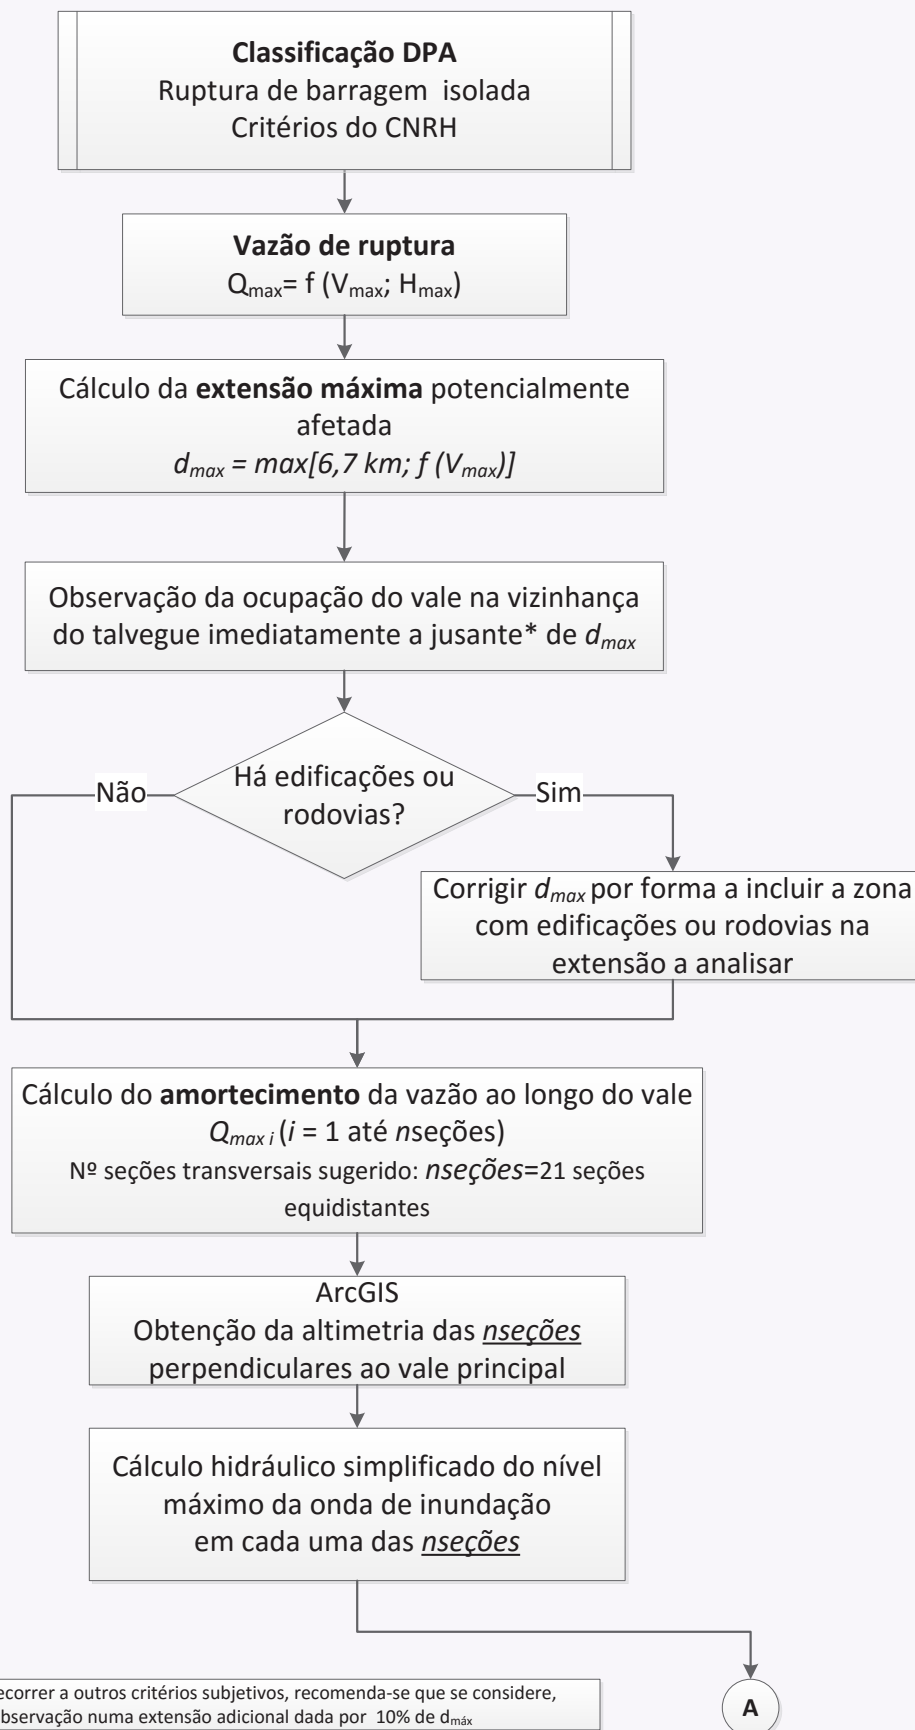 Classificação DPA
Ruptura de barragem isolada
Critérios do CNRH
Vazão de ruptura
Qmax= f (Vmax; Hmax)
Cálculo da extensão máxima potencialmente
afetada
dmax = max[6,7 km; f (Vmax)]
Observação da ocupação do vale na vizinhança
do talvegue imediatamente a jusante* de dmax
Há edificações ou
rodovias?
Não
Sim
Corrigir dmax por forma a incluir a zona
com edificações ou rodovias na
extensão a analisar
Cálculo do amortecimento da vazão ao longo do vale
Qmax i (i = 1 até nseções)
Nº seções transversais sugerido: nseções=21 seções
equidistantes
ArcGIS
Obtenção da altimetria das nseções
perpendiculares ao vale principal
Cálculo hidráulico simplificado do nível
máximo da onda de inundação
em cada uma das nseções
ecorrer a outros critérios subjetivos, recomenda-se que se considere,
bservação numa extensão adicional dada por 10% de dmáx
A